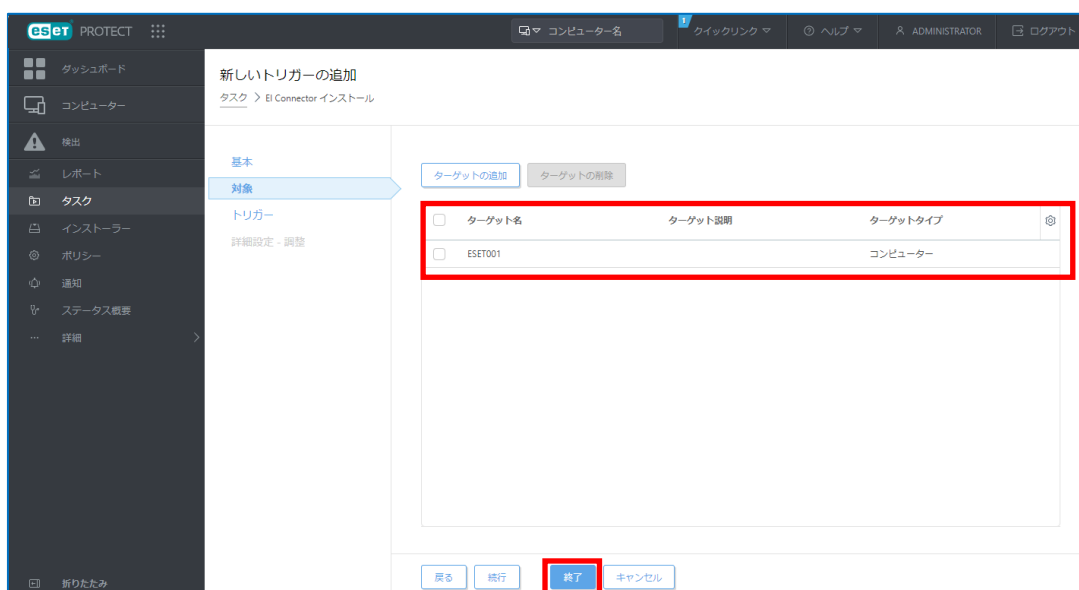 eset PROTECT コンピューター名 クイックリンク ヘルプ ADMINISTRATOR ログアウト
ダッシュボード
コンピューター
検出
レポート
タスク
インストーラー
ポリシー
通知
ステータス概要
... 詳細
折りたたみ
新しいトリガーの追加
タスク > EI Connector インストール
基本
対象
トリガー
詳細設定 - 調整
ターゲットの追加 ターゲットの削除
ターゲット名 ターゲット説明 ターゲットタイプ
ESET001 コンピューター
戻る 続行 終了 キャンセル